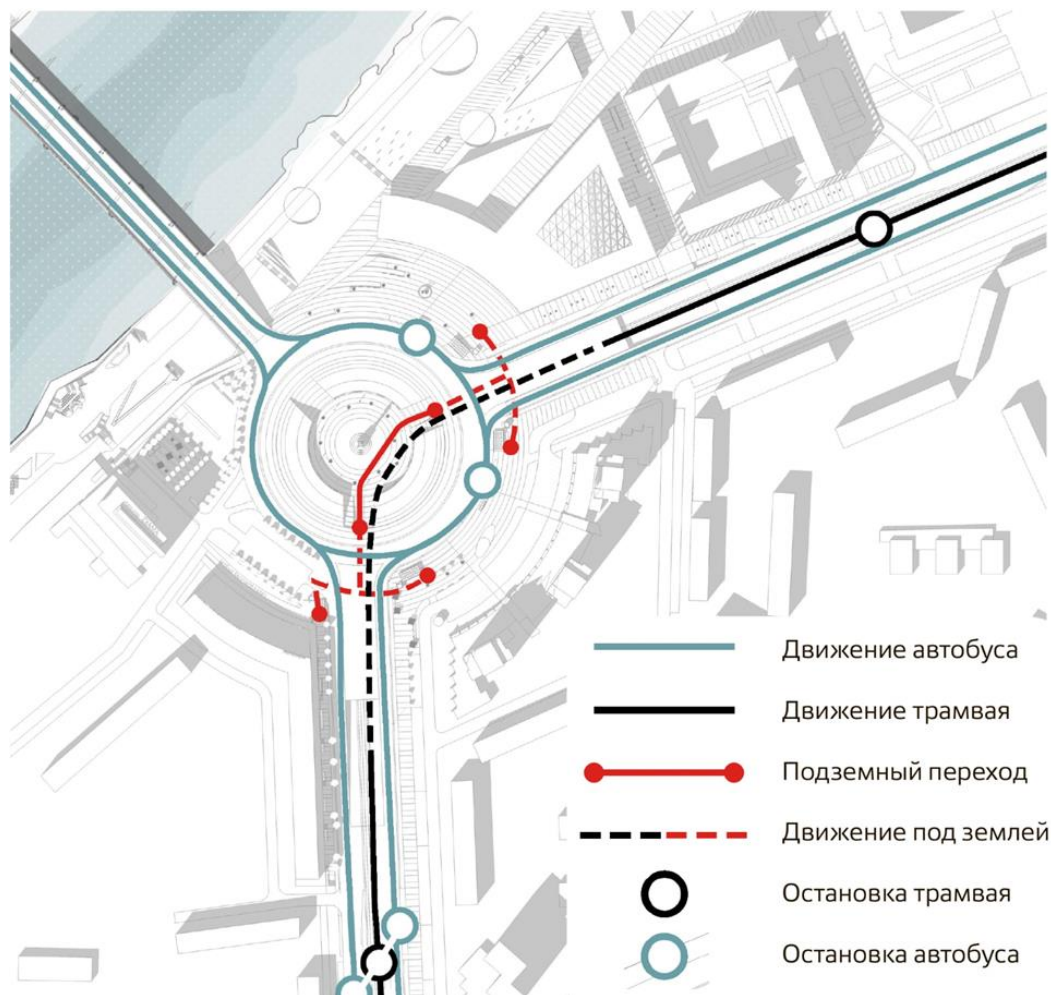 Движение автобуса
Движение трамвая
Подземный переход
Движение под землей
Остановка трамвая
Остановка автобуса